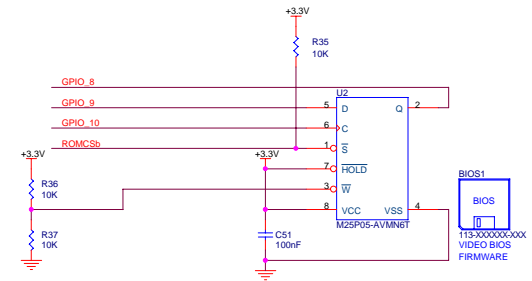 +3.3V
R35
10K
GPIO_8
U2
GPIO_9
5 D Q 2
GPIO_10
6 C
ROMCSb
1 S
+3.3V
+3.3V
7 HOLD
BIOS1
R36
10K
3 W
BIOS
8 VCC VSS 4
M25P05-AVMN6T
R37
10K
C51
100nF
113-XXXXXX-XXX
VIDEO BIOS
FIRMWARE